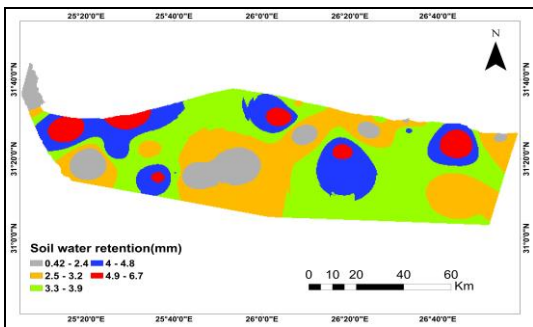 25°20'0"E 25°40'0"E 26°0'0"E 26°20'0"E 26°40'0"E
N
31°40'0"N 31°40'0"N
31°20'0"N 31°20'0"N
31°0'0"N 31°0'0"N
Soil water retention(mm)
0.42 - 2.4 4 - 4.8
2.5 - 3.2 4.9 - 6.7
3.3 - 3.9
0 10 20 40 60
Km
25°20'0"E 25°40'0"E 26°0'0"E 26°20'0"E 26°40'0"E